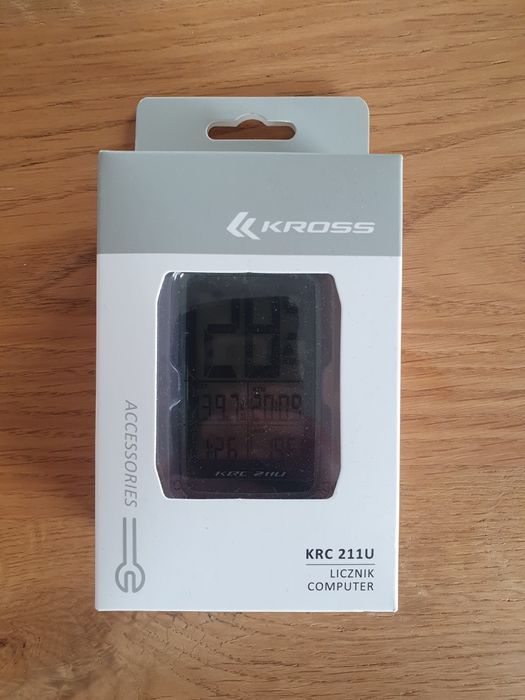 KROSS
KRC 211U
ACCESSORIES
KRC 211U
LICZNIK
COMPUTER